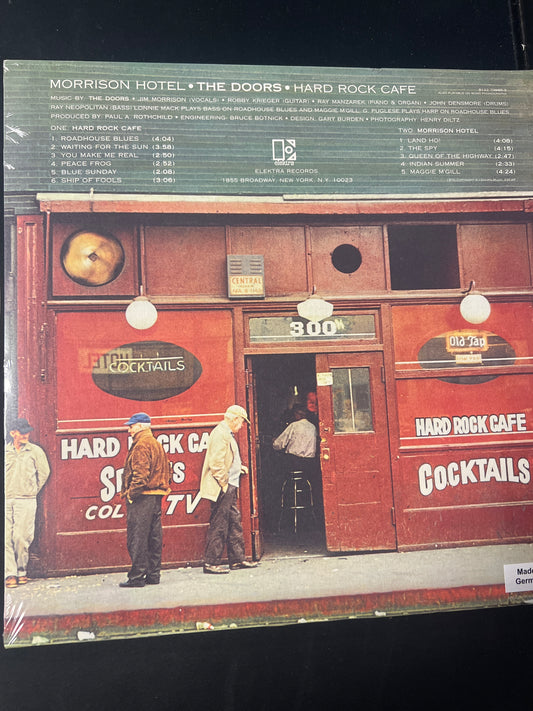 MORRISON HOTEL • THE DOORS • HARD ROCK CAFE
MUSIC BY THE DOORS • JIM MORRISON (VOCALS) • ROBBY KRIEGER (GUITAR) • RAY MANZAREK (PIANO & ORGAN) • JOHN DENSMORE (DRUMS)
RAY NEOPOLITAN (BASS) LONNIE MACK PLAYS BASS ON ROADHOUSE BLUES AND MAGGIE M'GILL G. PUGLESE PLAYS HARP ON ROADHOUSE BLUES
PRODUCED BY PAUL A. ROTHCHILD • ENGINEERING: BRUCE BOTNICK • DESIGN: GARY BURDEN • PHOTOGRAPHY: HENRY DILTZ
ONE: HARD ROCK CAFE
1. ROADHOUSE BLUES (4:04)
2. WAITING FOR THE SUN (3:58)
3. YOU MAKE ME REAL (2:50)
4. PEACE FROG (2:52)
5. BLUE SUNDAY (2:08)
6. SHIP OF FOOLS (3:06)
elektra
ELEKTRA RECORDS
1855 BROADWAY, NEW YORK, N.Y. 10023
TWO: MORRISON HOTEL
1. LAND HO! (4:08)
2. THE SPY (4:15)
3. QUEEN OF THE HIGHWAY (2:47)
4. INDIAN SUMMER (2:33)
5. MAGGIE M'GILL (4:24)
CENTRAL
300
HOTEL
COCKTAILS
Old Tap
HARD ROCK CAFE
COCKTAILS
HARD ROCK CA
COL TV
Made
Germ